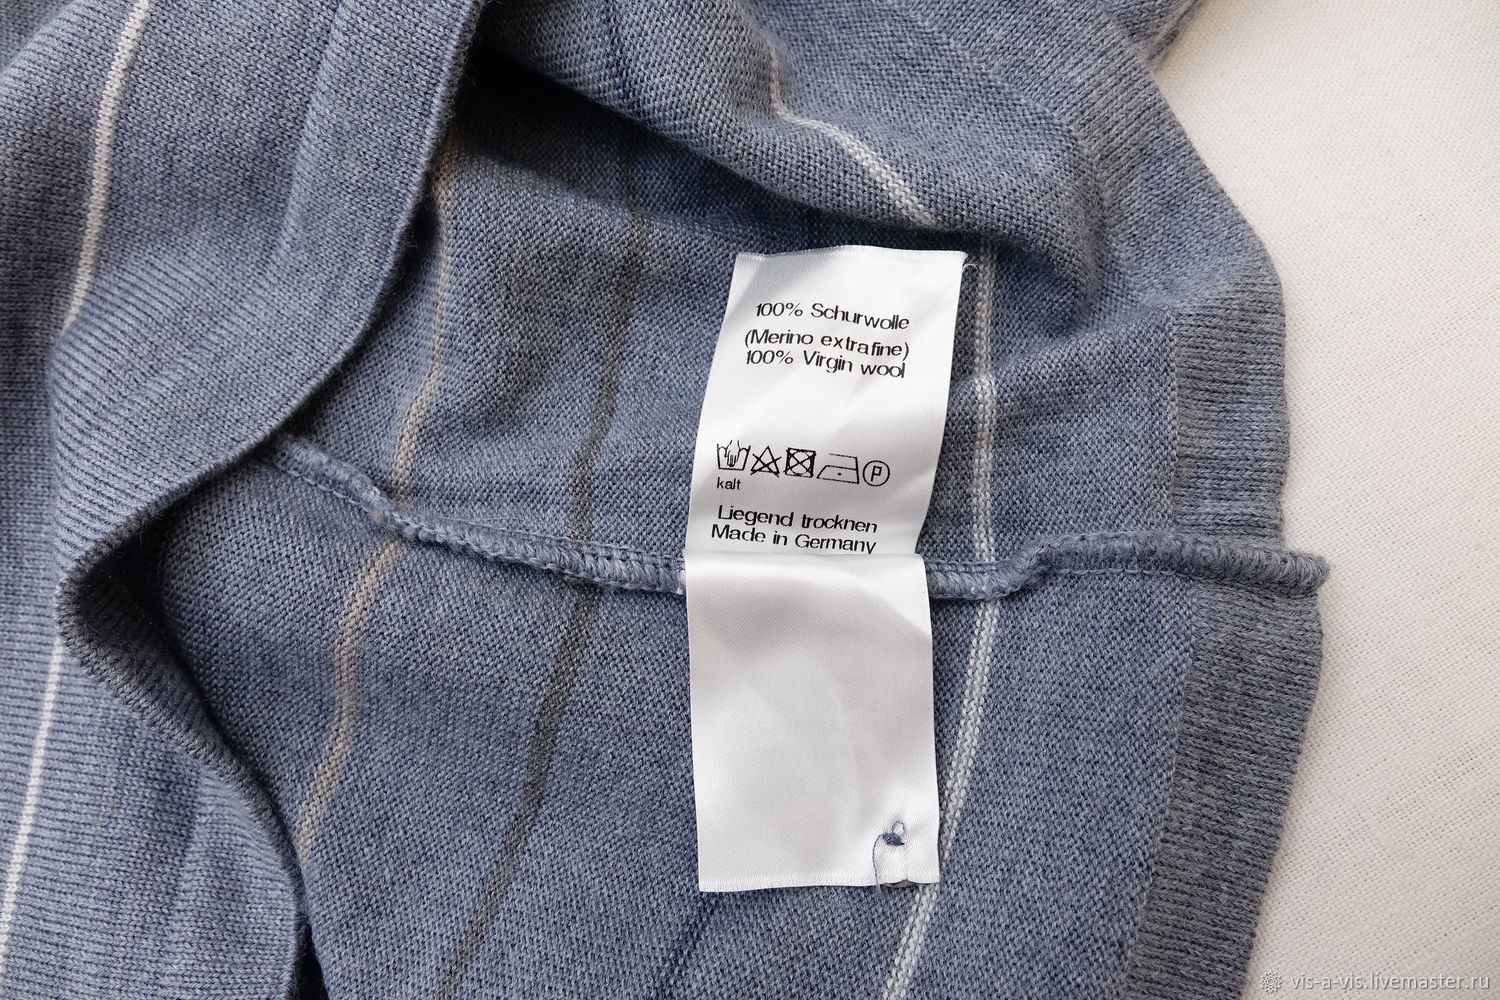 100% Schurwolle
(Merino extrafine)
100% Virgin wool
P
kalt
Liegend trocknen
Made in Germany
vis-a-vis.livemaster.ru